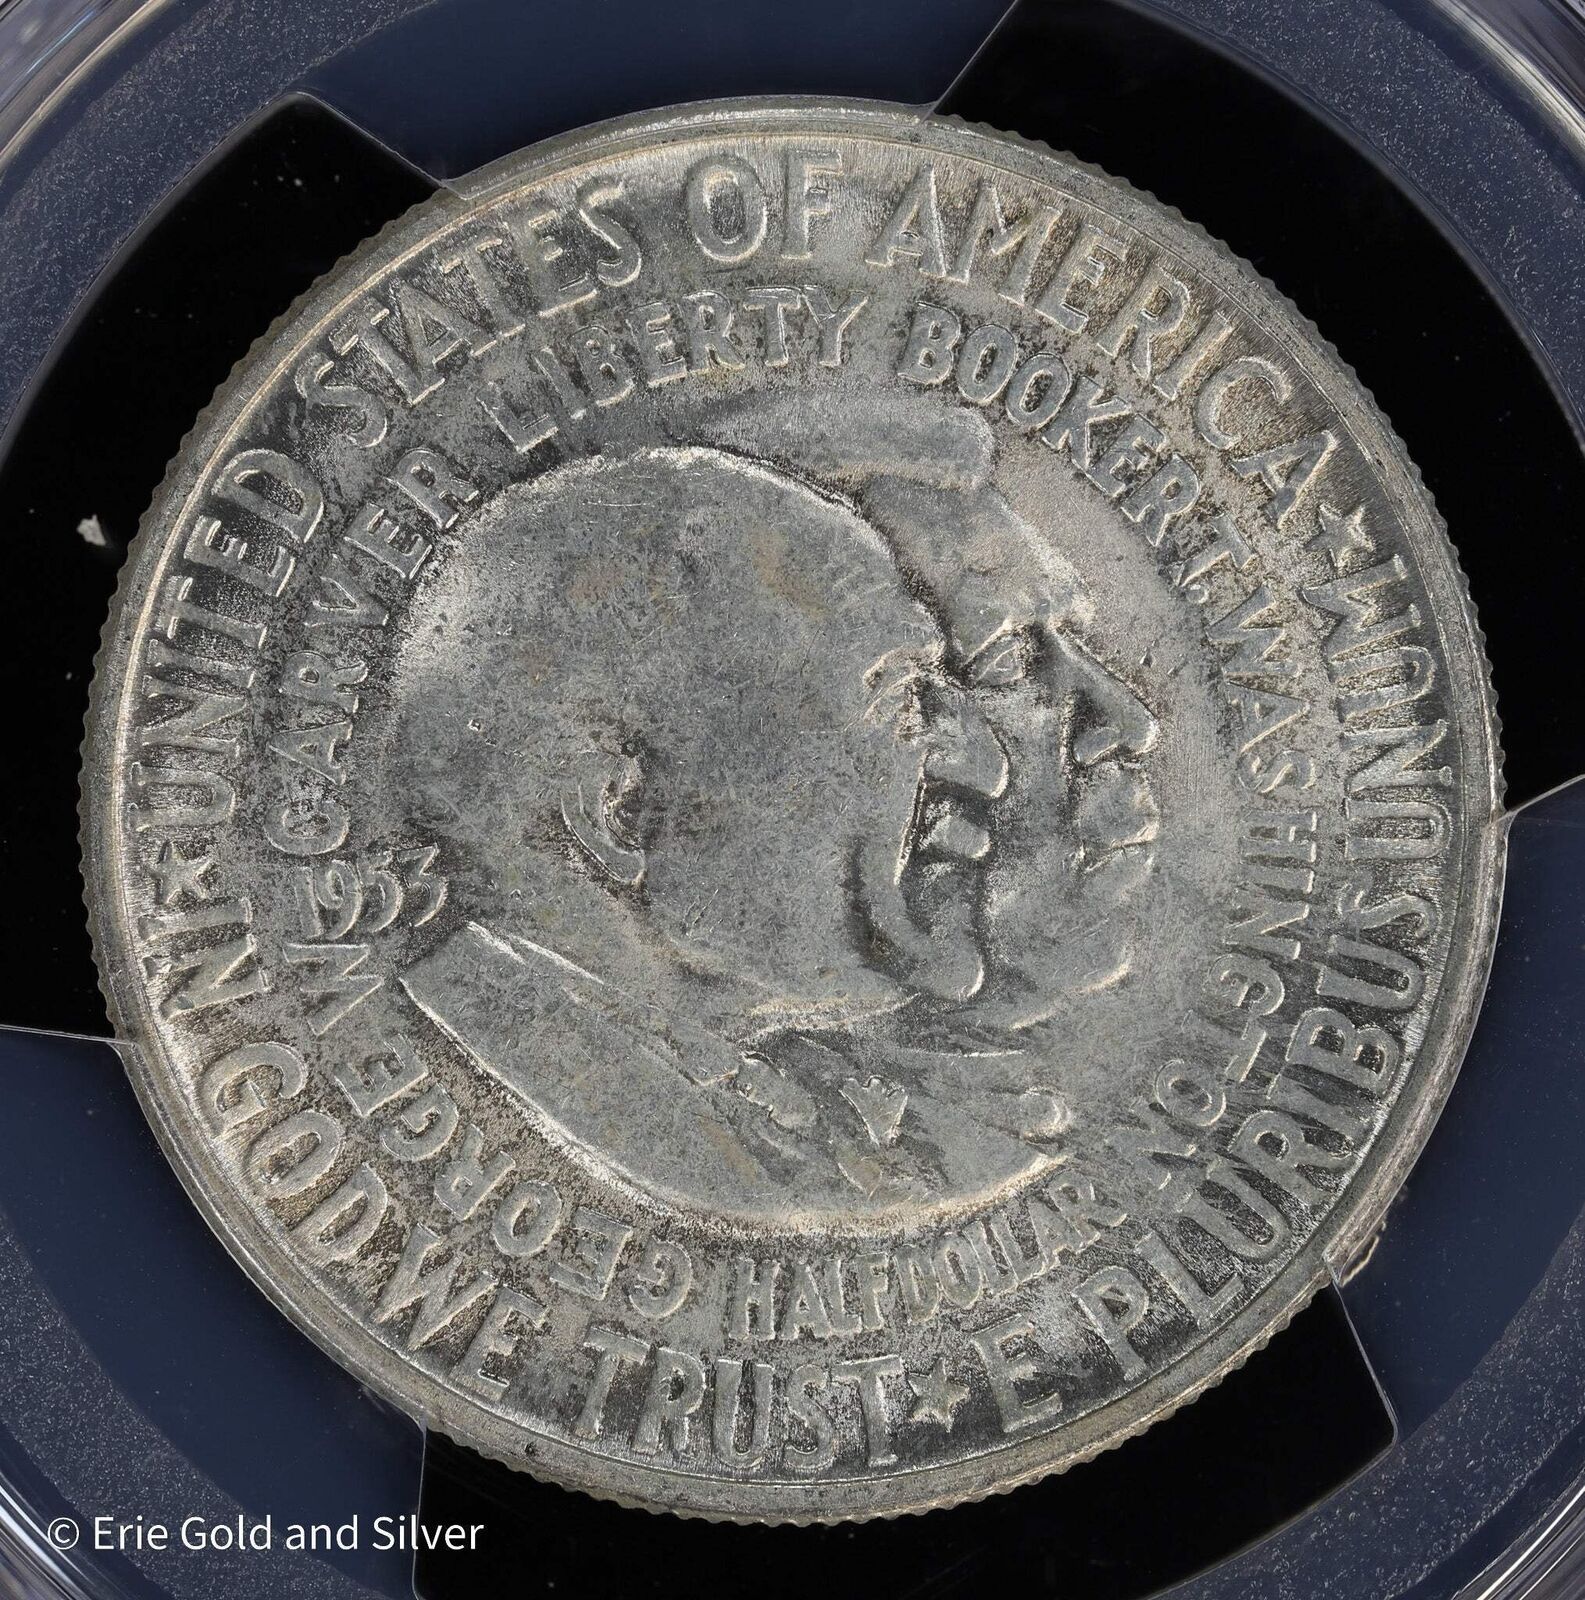 UNITED STATES OF AMERICA ★
E PLURIBUS UNUM ★
IN GOD WE TRUST ★
GEORGE W CARVER LIBERTY BOOKER T. WASHINGTON
HALF DOLLAR
1953
© Erie Gold and Silver